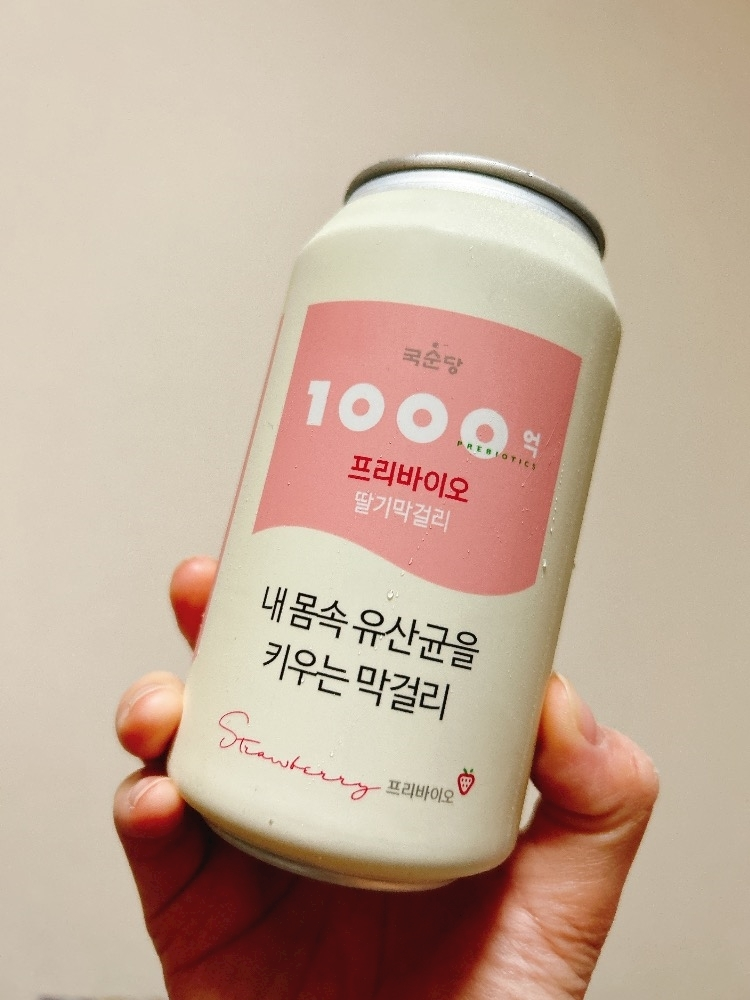 국순당
1000억
PREBIOTICS
프리바이오
딸기막걸리
내 몸속 유산균을
키우는 막걸리
Strawberry 프리바이오